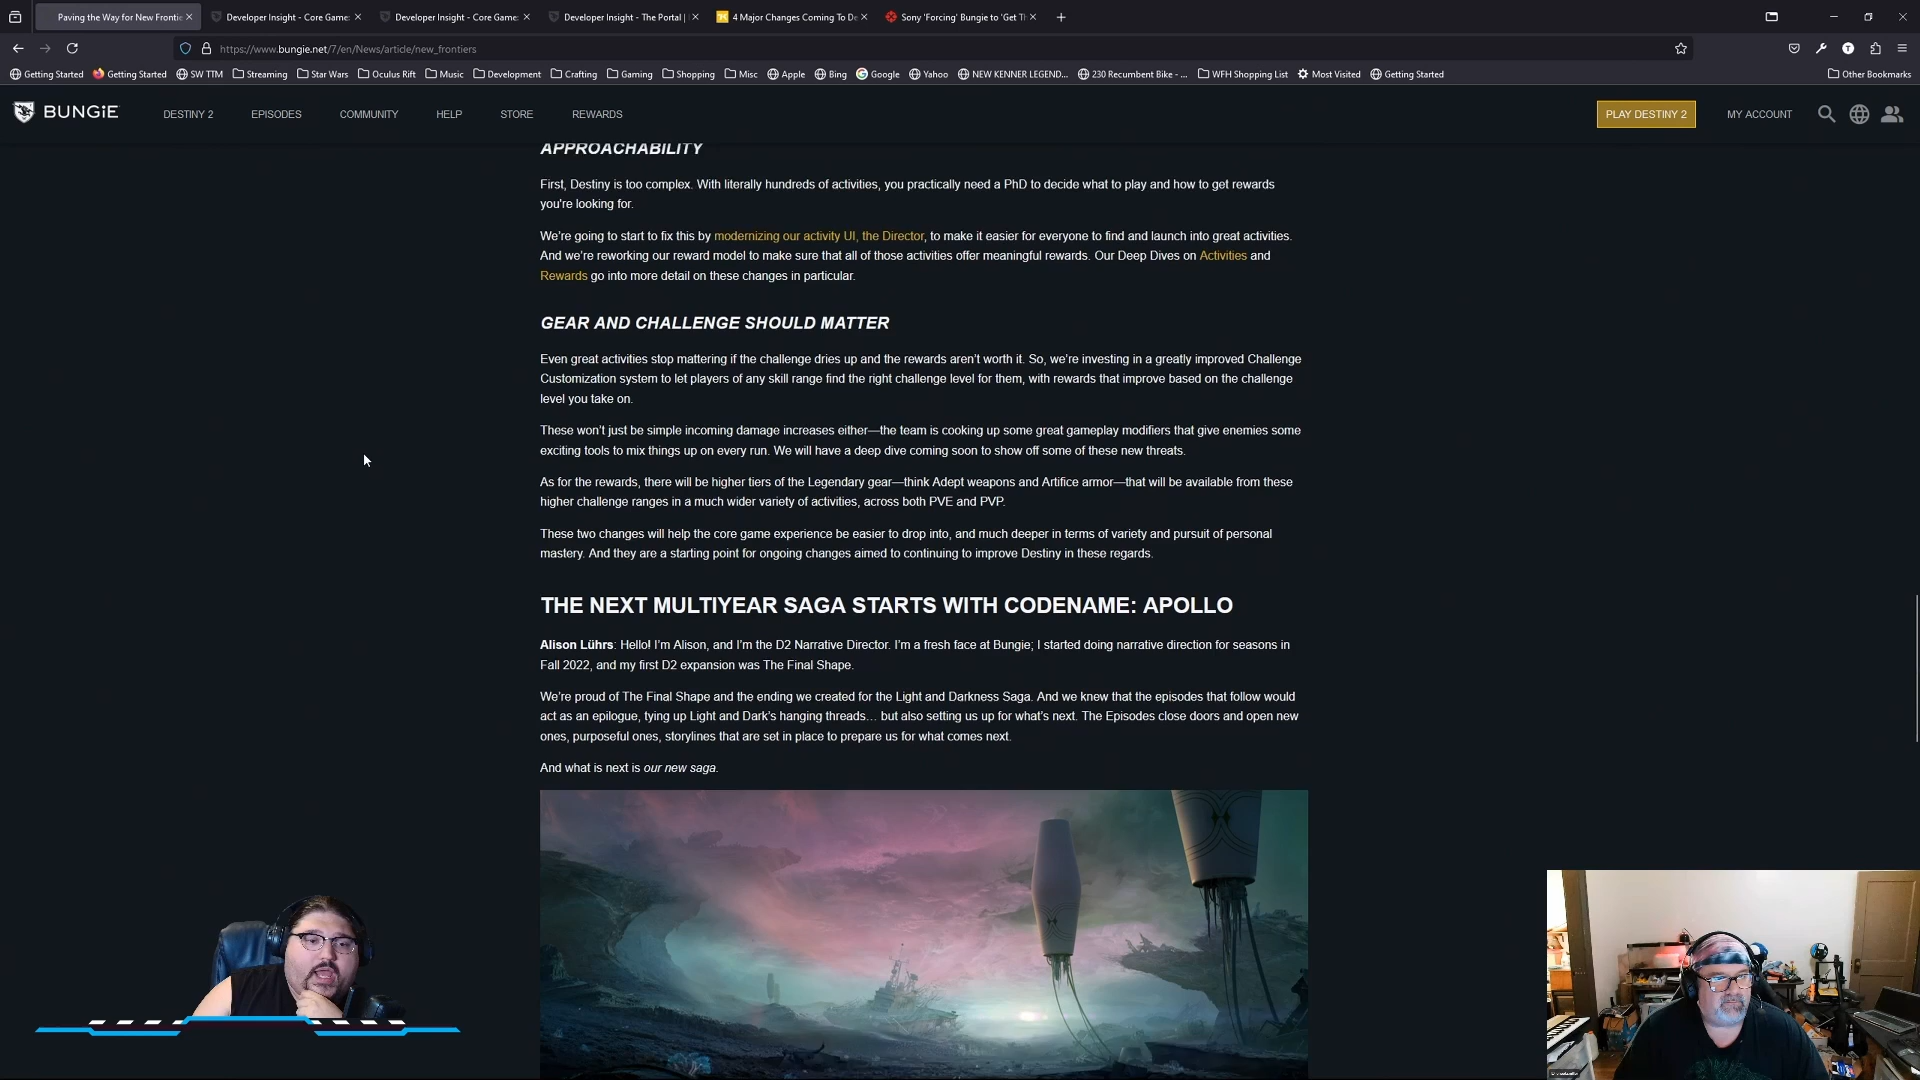 Paving the Way for New Frontie
Developer Insight - Core Game:
Developer Insight - Core Game:
Developer Insight - The Portal |
4 Major Changes Coming To De
Sony 'Forcing' Bungie to 'Get Th
https://www.bungie.net/7/en/News/article/new_frontiers
Getting Started
Getting Started
SW TTM
Streaming
Star Wars
Oculus Rift
Music
Development
Crafting
Gaming
Shopping
Misc
Apple
Bing
Google
Yahoo
NEW KENNER LEGEND...
230 Recumbent Bike - ...
WFH Shopping List
Most Visited
Getting Started
Other Bookmarks
BUNGiE
DESTINY 2
EPISODES
COMMUNITY
HELP
STORE
REWARDS
PLAY DESTINY 2
MY ACCOUNT
APPROACHABILITY
First, Destiny is too complex. With literally hundreds of activities, you practically need a PhD to decide what to play and how to get rewards
you're looking for.
We're going to start to fix this by modernizing our activity UI, the Director, to make it easier for everyone to find and launch into great activities.
And we're reworking our reward model to make sure that all of those activities offer meaningful rewards. Our Deep Dives on Activities and
Rewards go into more detail on these changes in particular.
GEAR AND CHALLENGE SHOULD MATTER
Even great activities stop mattering if the challenge dries up and the rewards aren't worth it. So, we're investing in a greatly improved Challenge
Customization system to let players of any skill range find the right challenge level for them, with rewards that improve based on the challenge
level you take on.
These won't just be simple incoming damage increases either—the team is cooking up some great gameplay modifiers that give enemies some
exciting tools to mix things up on every run. We will have a deep dive coming soon to show off some of these new threats.
As for the rewards, there will be higher tiers of the Legendary gear—think Adept weapons and Artifice armor—that will be available from these
higher challenge ranges in a much wider variety of activities, across both PVE and PVP.
These two changes will help the core game experience be easier to drop into, and much deeper in terms of variety and pursuit of personal
mastery. And they are a starting point for ongoing changes aimed to continuing to improve Destiny in these regards.
THE NEXT MULTIYEAR SAGA STARTS WITH CODENAME: APOLLO
Alison Lührs: Hello! I'm Alison, and I'm the D2 Narrative Director. I'm a fresh face at Bungie; I started doing narrative direction for seasons in
Fall 2022, and my first D2 expansion was The Final Shape.
We're proud of The Final Shape and the ending we created for the Light and Darkness Saga. And we knew that the episodes that follow would
act as an epilogue, tying up Light and Dark's hanging threads… but also setting us up for what's next. The Episodes close doors and open new
ones, purposeful ones, storylines that are set in place to prepare us for what comes next.
And what is next is our new saga.